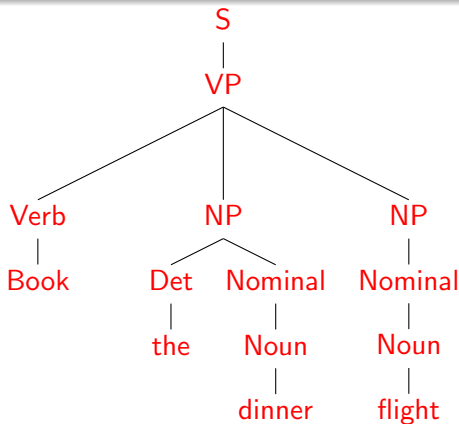 S
VP
Verb NP NP
Book Det Nominal Nominal
the Noun Noun
dinner flight